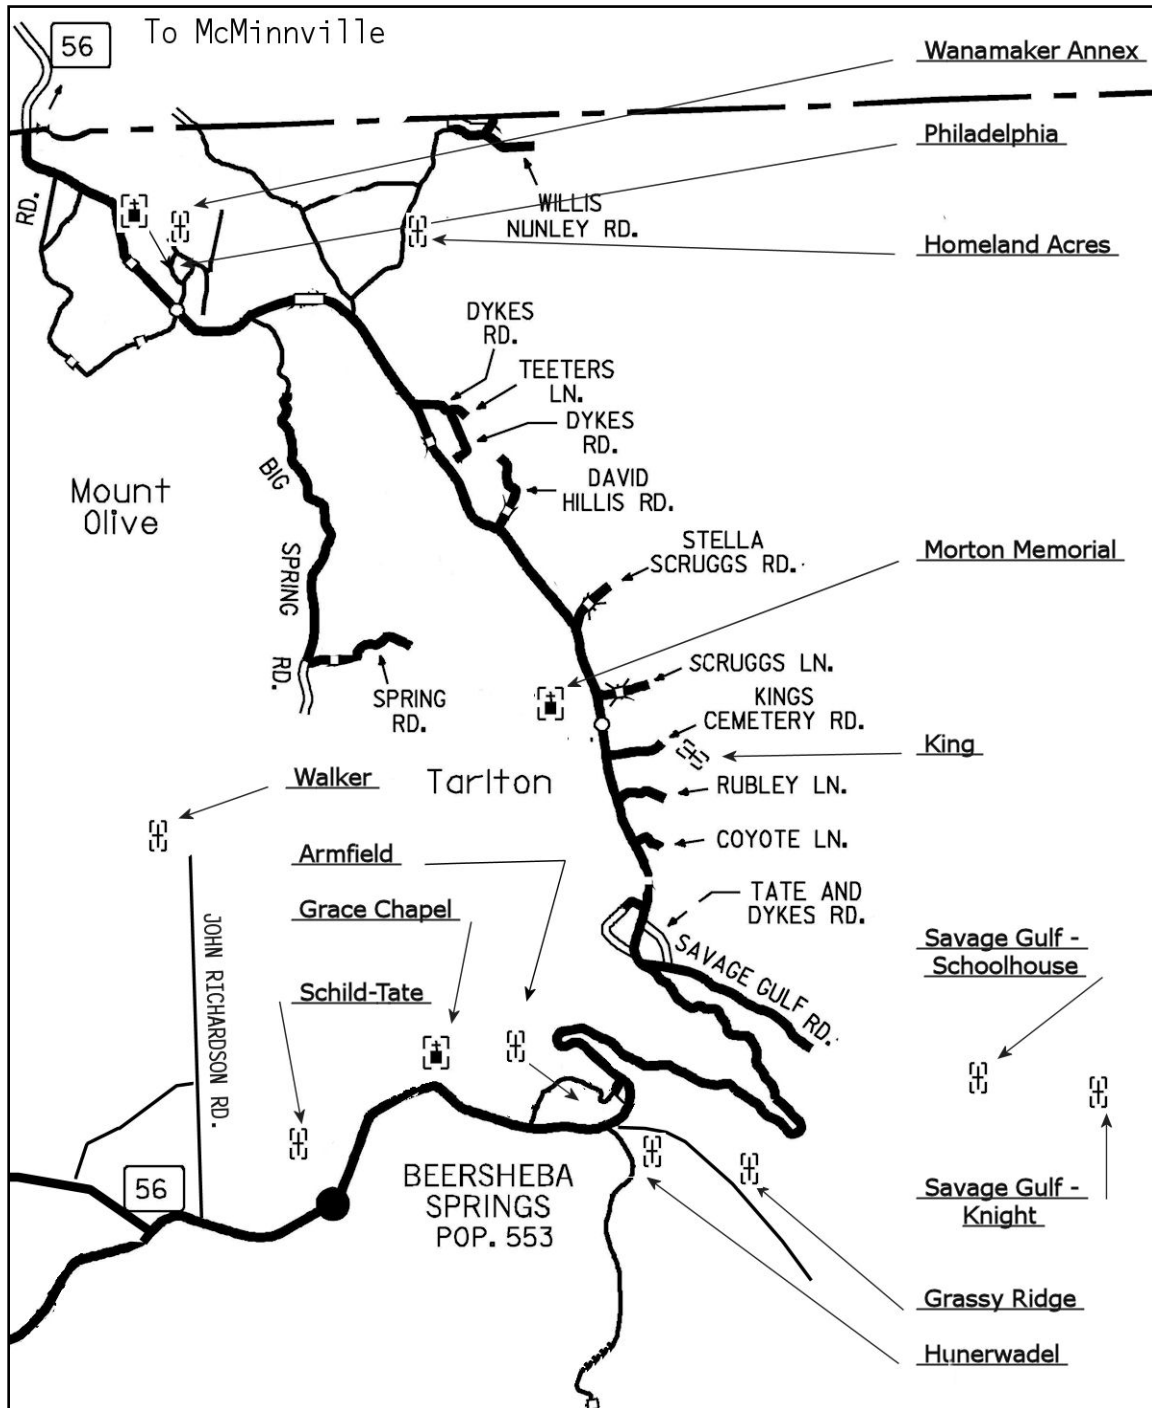 56
To McMinnville
Wanamaker Annex
Philadelphia
RD.
WILLIS
NUNLEY RD.
Homeland Acres
DYKES
RD.
TEETERS
LN.
DYKES
RD.
DAVID
HILLIS RD.
Mount
Olive
BIG
SPRING
RD.
STELLA
SCRUGGS RD.
Morton Memorial
SPRING
RD.
SCRUGGS LN.
KINGS
CEMETERY RD.
King
Walker
Tarlton
RUBLEY LN.
COYOTE LN.
Armfield
Grace Chapel
TATE AND
DYKES RD.
SAVAGE GULF RD.
Savage Gulf -
Schoolhouse
JOHN RICHARDSON RD.
Schild-Tate
56
BEERSHEBA
SPRINGS
POP. 553
Savage Gulf -
Knight
Grassy Ridge
Hunerwadel